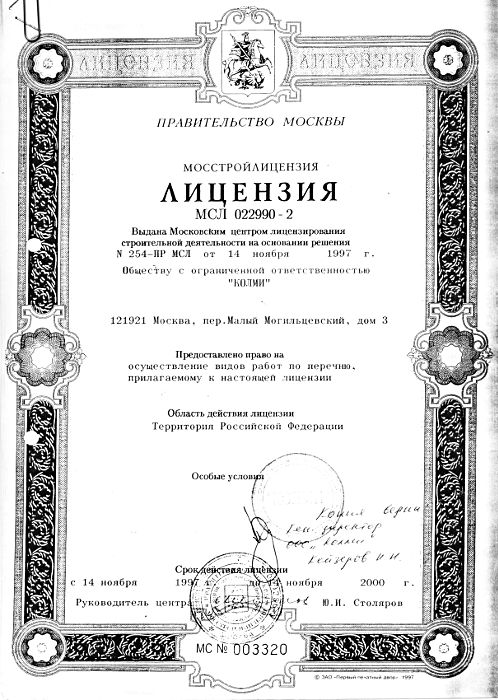 ЛИЦЕНЗИЯ ЛИЦЕНЗИЯ
ПРАВИТЕЛЬСТВО МОСКВЫ
МОССТРОЙЛИЦЕНЗИЯ
ЛИЦЕНЗИЯ
МСЛ 022990-2
Выдана Московским центром лицензирования
строительной деятельности на основании решения
N 254-ПР МСЛ от 14 ноября 1997 г.
Обществу с ограниченной ответственностью
"КОЛМИ"
121921 Москва, пер.Малый Могильцевский, дом 3
Предоставлено право на
осуществление видов работ по перечню,
прилагаемому к настоящей лицензии
Область действия лицензии
Территория Российской Федерации
Особые условия
Копия верна
Ген. директор
ООО "Колми"
Срок действия лицензии
с 14 ноября 1997 г. до 14 ноября 2000 г.
Руководитель центра Ю.И. Столяров
МС № 003320
© ЗАО «Первый печатный двор», 1997